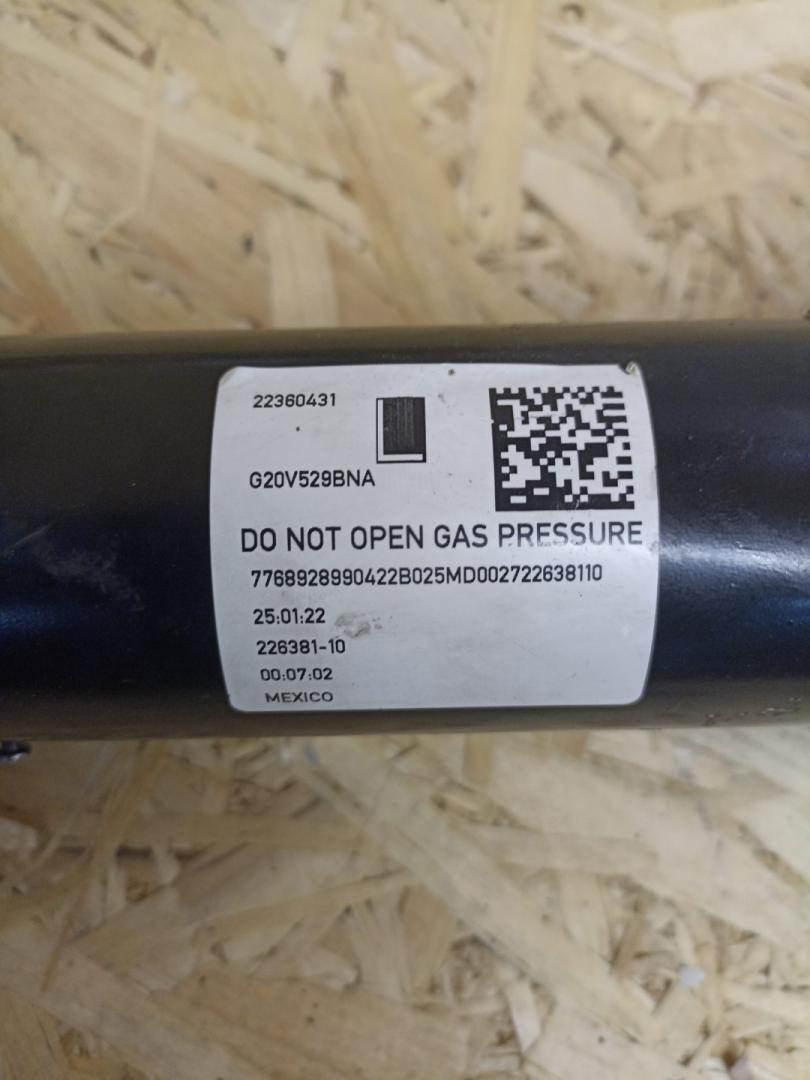 22360431
G20V529BNA
DO NOT OPEN GAS PRESSURE
7768928990422B025MD002722638110
25:01:22
226381-10
00:07:02
MEXICO